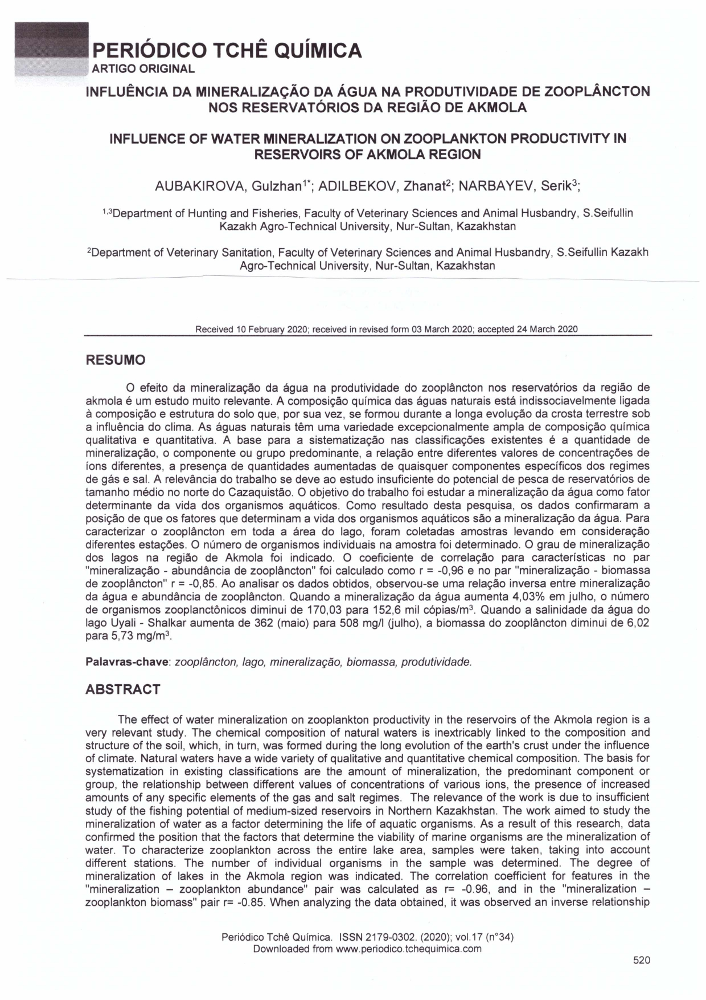 PERIÓDICO TCHÊ QUÍMICA
ARTIGO ORIGINAL
INFLUÊNCIA DA MINERALIZAÇÃO DA ÁGUA NA PRODUTIVIDADE DE ZOOPLÂNCTON
NOS RESERVATÓRIOS DA REGIÃO DE AKMOLA
INFLUENCE OF WATER MINERALIZATION ON ZOOPLANKTON PRODUCTIVITY IN
RESERVOIRS OF AKMOLA REGION
AUBAKIROVA, Gulzhan¹*; ADILBEKOV, Zhanat²; NARBAYEV, Serik³;
¹,³Department of Hunting and Fisheries, Faculty of Veterinary Sciences and Animal Husbandry, S.Seifullin
Kazakh Agro-Technical University, Nur-Sultan, Kazakhstan
²Department of Veterinary Sanitation, Faculty of Veterinary Sciences and Animal Husbandry, S.Seifullin Kazakh
Agro-Technical University, Nur-Sultan, Kazakhstan
Received 10 February 2020; received in revised form 03 March 2020; accepted 24 March 2020
RESUMO
O efeito da mineralização da água na produtividade do zooplâncton nos reservatórios da região de
akmola é um estudo muito relevante. A composição química das águas naturais está indissociavelmente ligada
à composição e estrutura do solo que, por sua vez, se formou durante a longa evolução da crosta terrestre sob
a influência do clima. As águas naturais têm uma variedade excepcionalmente ampla de composição química
qualitativa e quantitativa. A base para a sistematização nas classificações existentes é a quantidade de
mineralização, o componente ou grupo predominante, a relação entre diferentes valores de concentrações de
íons diferentes, a presença de quantidades aumentadas de quaisquer componentes específicos dos regimes
de gás e sal. A relevância do trabalho se deve ao estudo insuficiente do potencial de pesca de reservatórios de
tamanho médio no norte do Cazaquistão. O objetivo do trabalho foi estudar a mineralização da água como fator
determinante da vida dos organismos aquáticos. Como resultado desta pesquisa, os dados confirmaram a
posição de que os fatores que determinam a vida dos organismos aquáticos são a mineralização da água. Para
caracterizar o zooplâncton em toda a área do lago, foram coletadas amostras levando em consideração
diferentes estações. O número de organismos individuais na amostra foi determinado. O grau de mineralização
dos lagos na região de Akmola foi indicado. O coeficiente de correlação para características no par
"mineralização - abundância de zooplâncton" foi calculado como r = -0,96 e no par "mineralização - biomassa
de zooplâncton" r = -0,85. Ao analisar os dados obtidos, observou-se uma relação inversa entre mineralização
da água e abundância de zooplâncton. Quando a mineralização da água aumenta 4,03% em julho, o número
de organismos zooplanctônicos diminui de 170,03 para 152,6 mil cópias/m³. Quando a salinidade da água do
lago Uyali - Shalkar aumenta de 362 (maio) para 508 mg/l (julho), a biomassa do zooplâncton diminui de 6,02
para 5,73 mg/m³.
Palavras-chave: zooplâncton, lago, mineralização, biomassa, produtividade.
ABSTRACT
The effect of water mineralization on zooplankton productivity in the reservoirs of the Akmola region is a
very relevant study. The chemical composition of natural waters is inextricably linked to the composition and
structure of the soil, which, in turn, was formed during the long evolution of the earth's crust under the influence
of climate. Natural waters have a wide variety of qualitative and quantitative chemical composition. The basis for
systematization in existing classifications are the amount of mineralization, the predominant component or
group, the relationship between different values of concentrations of various ions, the presence of increased
amounts of any specific elements of the gas and salt regimes. The relevance of the work is due to insufficient
study of the fishing potential of medium-sized reservoirs in Northern Kazakhstan. The work aimed to study the
mineralization of water as a factor determining the life of aquatic organisms. As a result of this research, data
confirmed the position that the factors that determine the viability of marine organisms are the mineralization of
water. To characterize zooplankton across the entire lake area, samples were taken, taking into account
different stations. The number of individual organisms in the sample was determined. The degree of
mineralization of lakes in the Akmola region was indicated. The correlation coefficient for features in the
"mineralization – zooplankton abundance" pair was calculated as r= -0.96, and in the "mineralization –
zooplankton biomass" pair r= -0.85. When analyzing the data obtained, it was observed an inverse relationship
Periódico Tchê Química. ISSN 2179-0302. (2020); vol.17 (n°34)
Downloaded from www.periodico.tchequimica.com
520